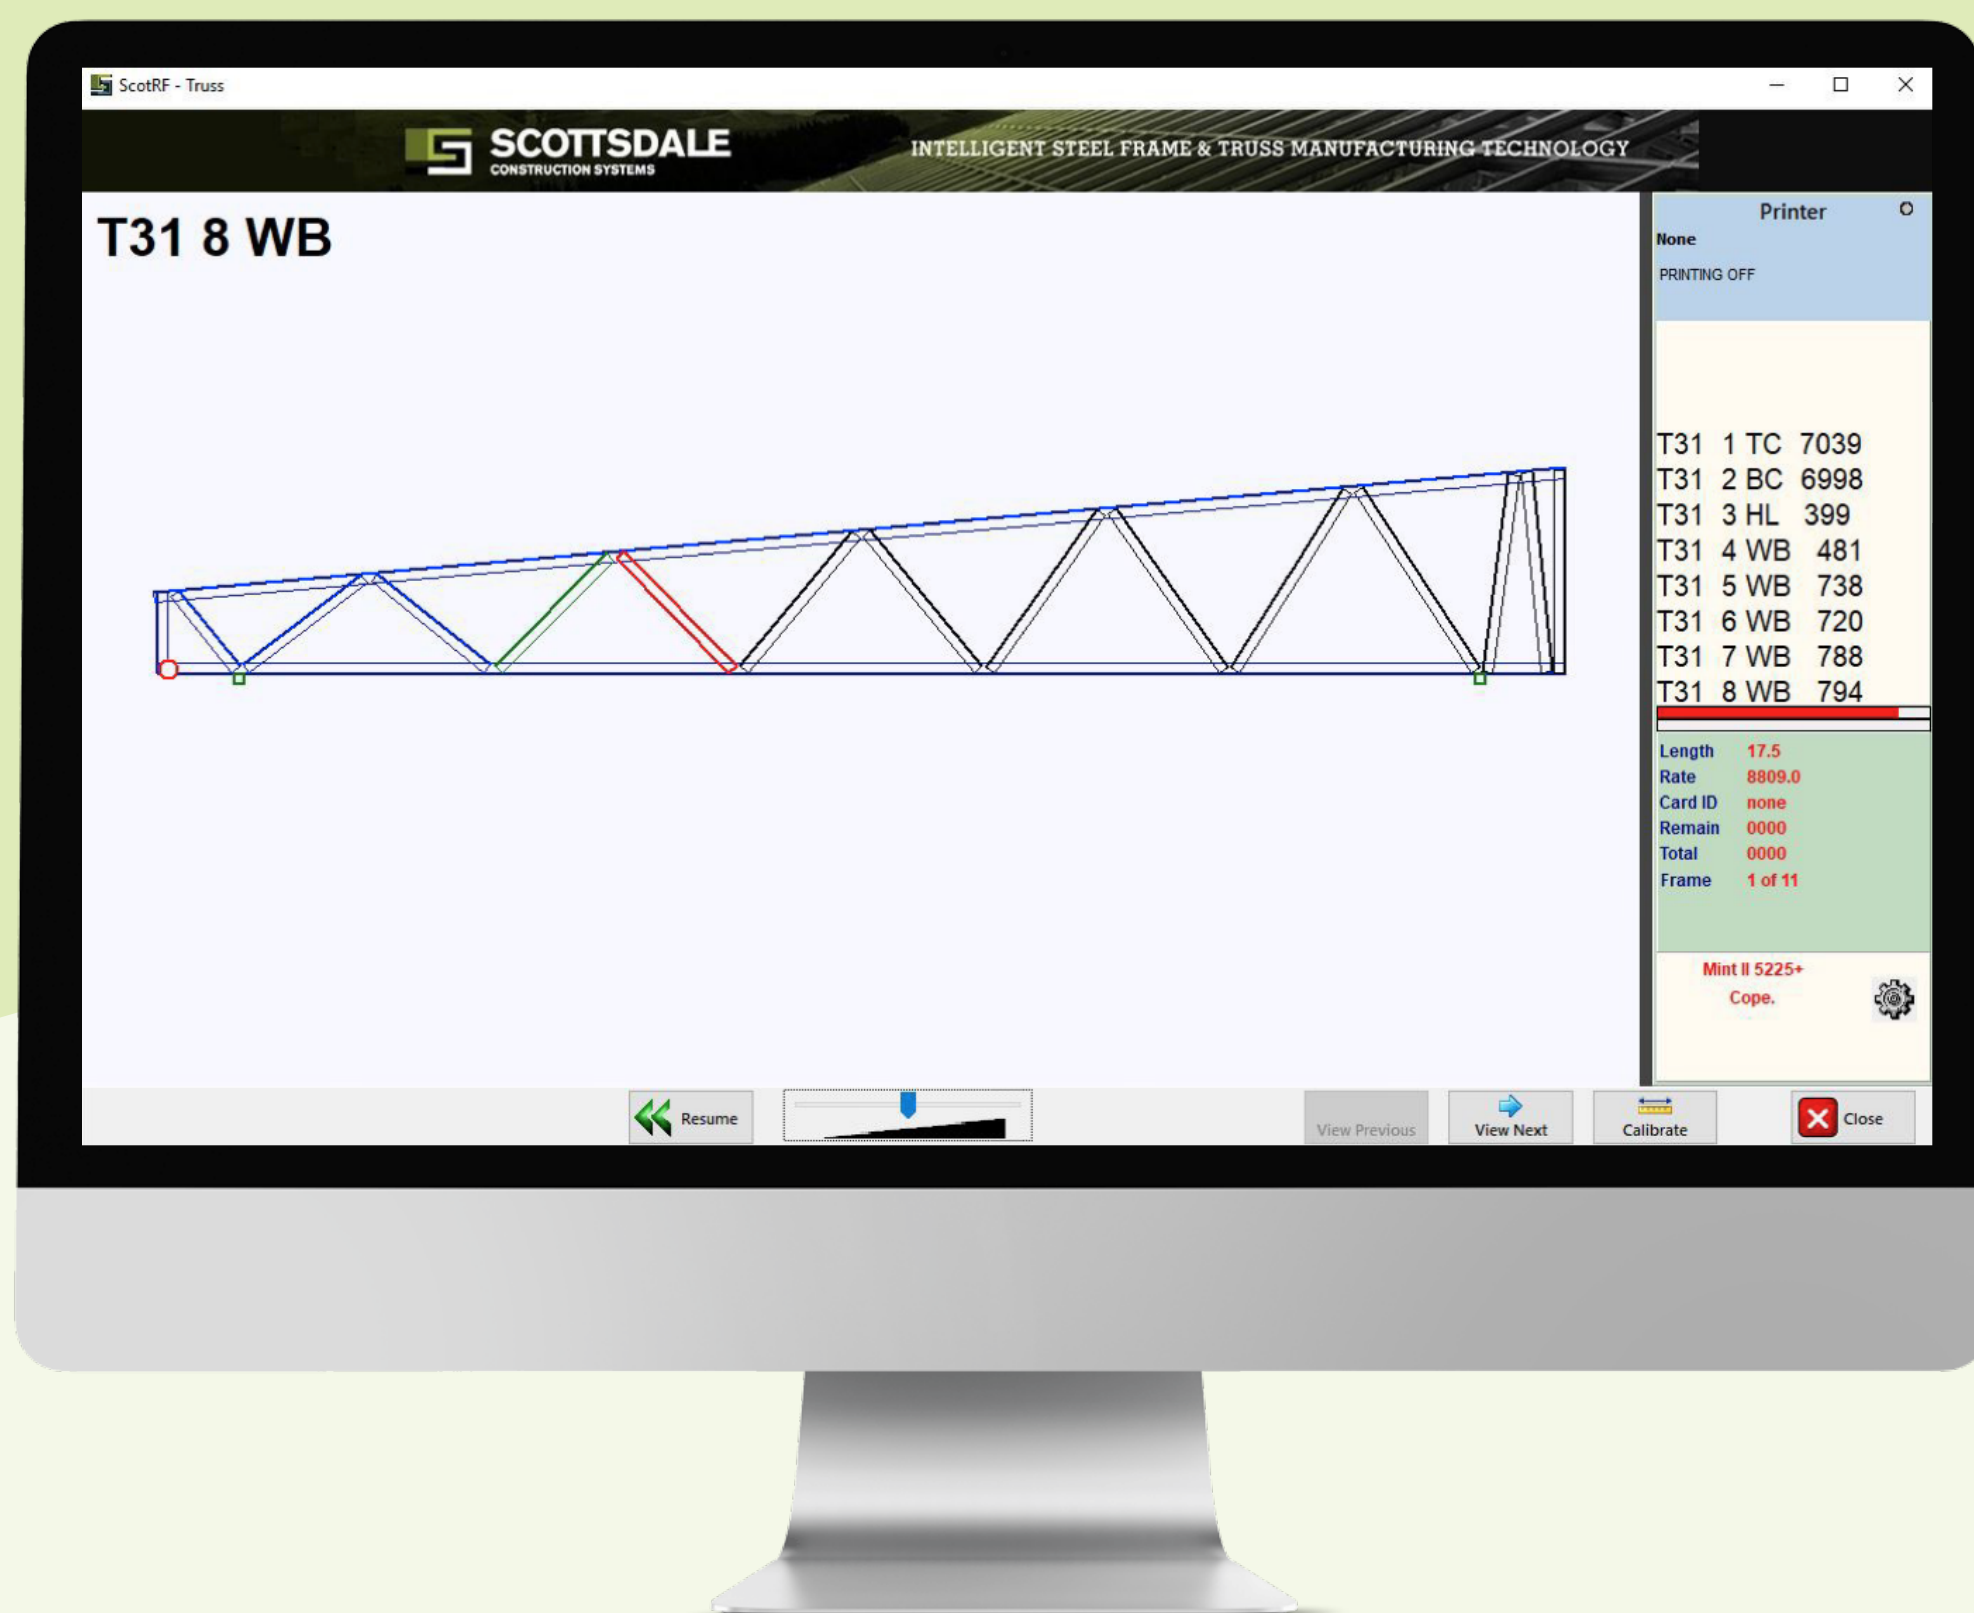 ScotRF - Truss
SCOTTSDALE
CONSTRUCTION SYSTEMS
INTELLIGENT STEEL FRAME & TRUSS MANUFACTURING TECHNOLOGY
T31 8 WB
Printer
None
PRINTING OFF
T31 1 TC 7039
T31 2 BC 6998
T31 3 HL 399
T31 4 WB 481
T31 5 WB 738
T31 6 WB 720
T31 7 WB 788
T31 8 WB 794
Length 17.5
Rate 8809.0
Card ID none
Remain 0000
Total 0000
Frame 1 of 11
Mint II 5225+
Cope.
Resume
View Previous
View Next
Calibrate
Close